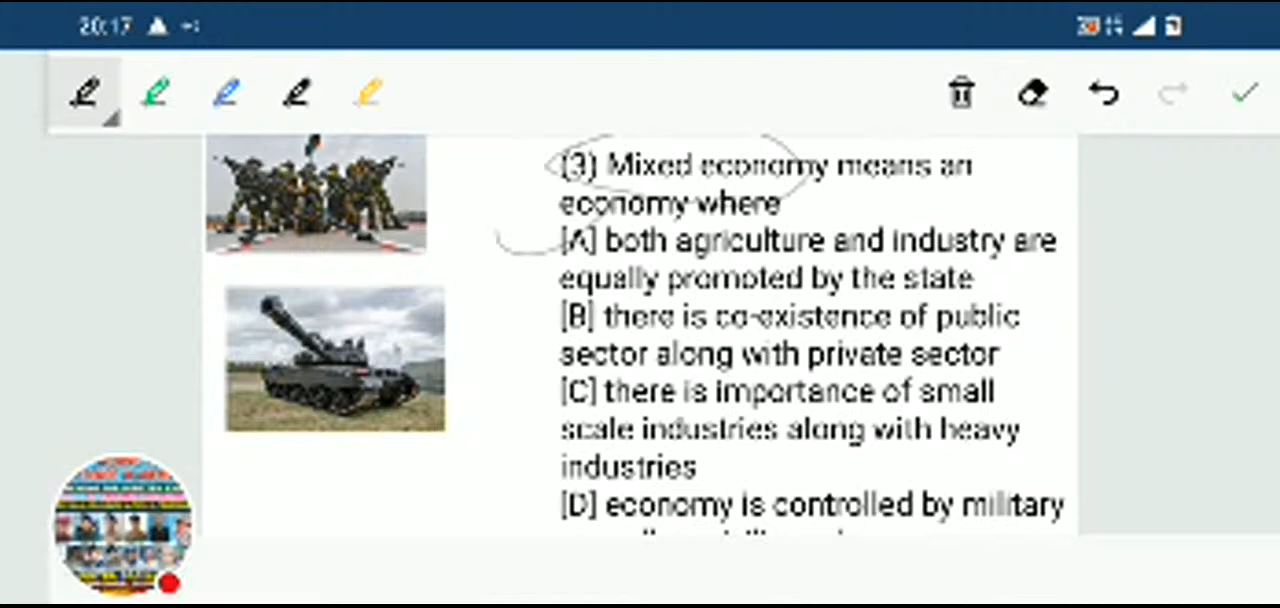 20:17
(3) Mixed economy means an
economy where
[A] both agriculture and industry are
equally promoted by the state
[B] there is co-existence of public
sector along with private sector
[C] there is importance of small
scale industries along with heavy
industries
[D] economy is controlled by military